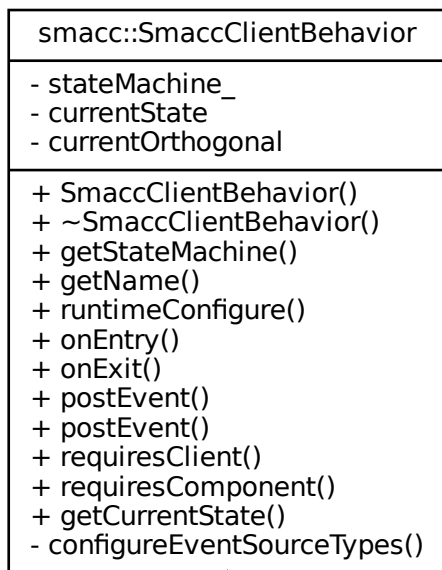 smacc::SmaccClientBehavior
- stateMachine_
- currentState
- currentOrthogonal
+ SmaccClientBehavior()
+ ~SmaccClientBehavior()
+ getStateMachine()
+ getName()
+ runtimeConfigure()
+ onEntry()
+ onExit()
+ postEvent()
+ postEvent()
+ requiresClient()
+ requiresComponent()
+ getCurrentState()
- configureEventSourceTypes()